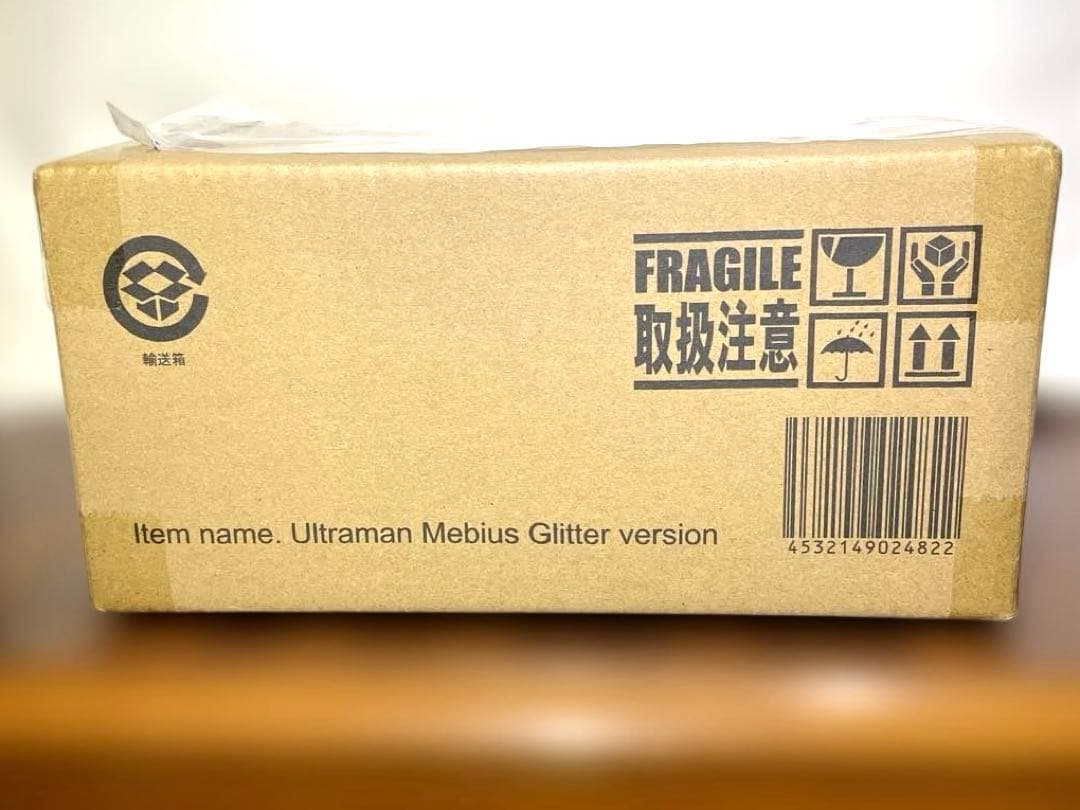 輸送箱
FRAGILE
取扱注意
Item name. Ultraman Mebius Glitter version
4532149024822